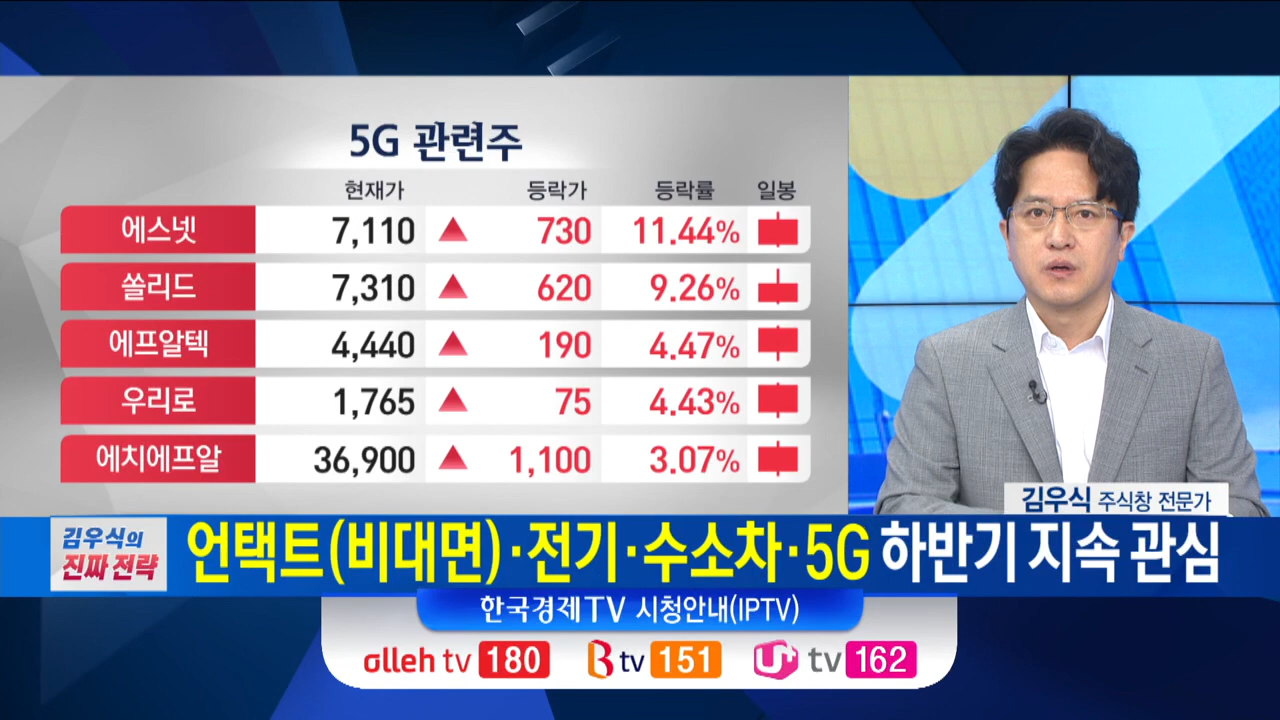 5G 관련주
현재가 등락가 등락률 일봉
에스넷 7,110 ▲ 730 11.44%
쏠리드 7,310 ▲ 620 9.26%
에프알텍 4,440 ▲ 190 4.47%
우리로 1,765 ▲ 75 4.43%
에치에프알 36,900 ▲ 1,100 3.07%
김우식 주식창 전문가
김우식의
진짜 전략
언택트(비대면)·전기·수소차·5G 하반기 지속 관심
한국경제TV 시청안내(IPTV)
olleh tv 180 B tv 151 U+ tv 162